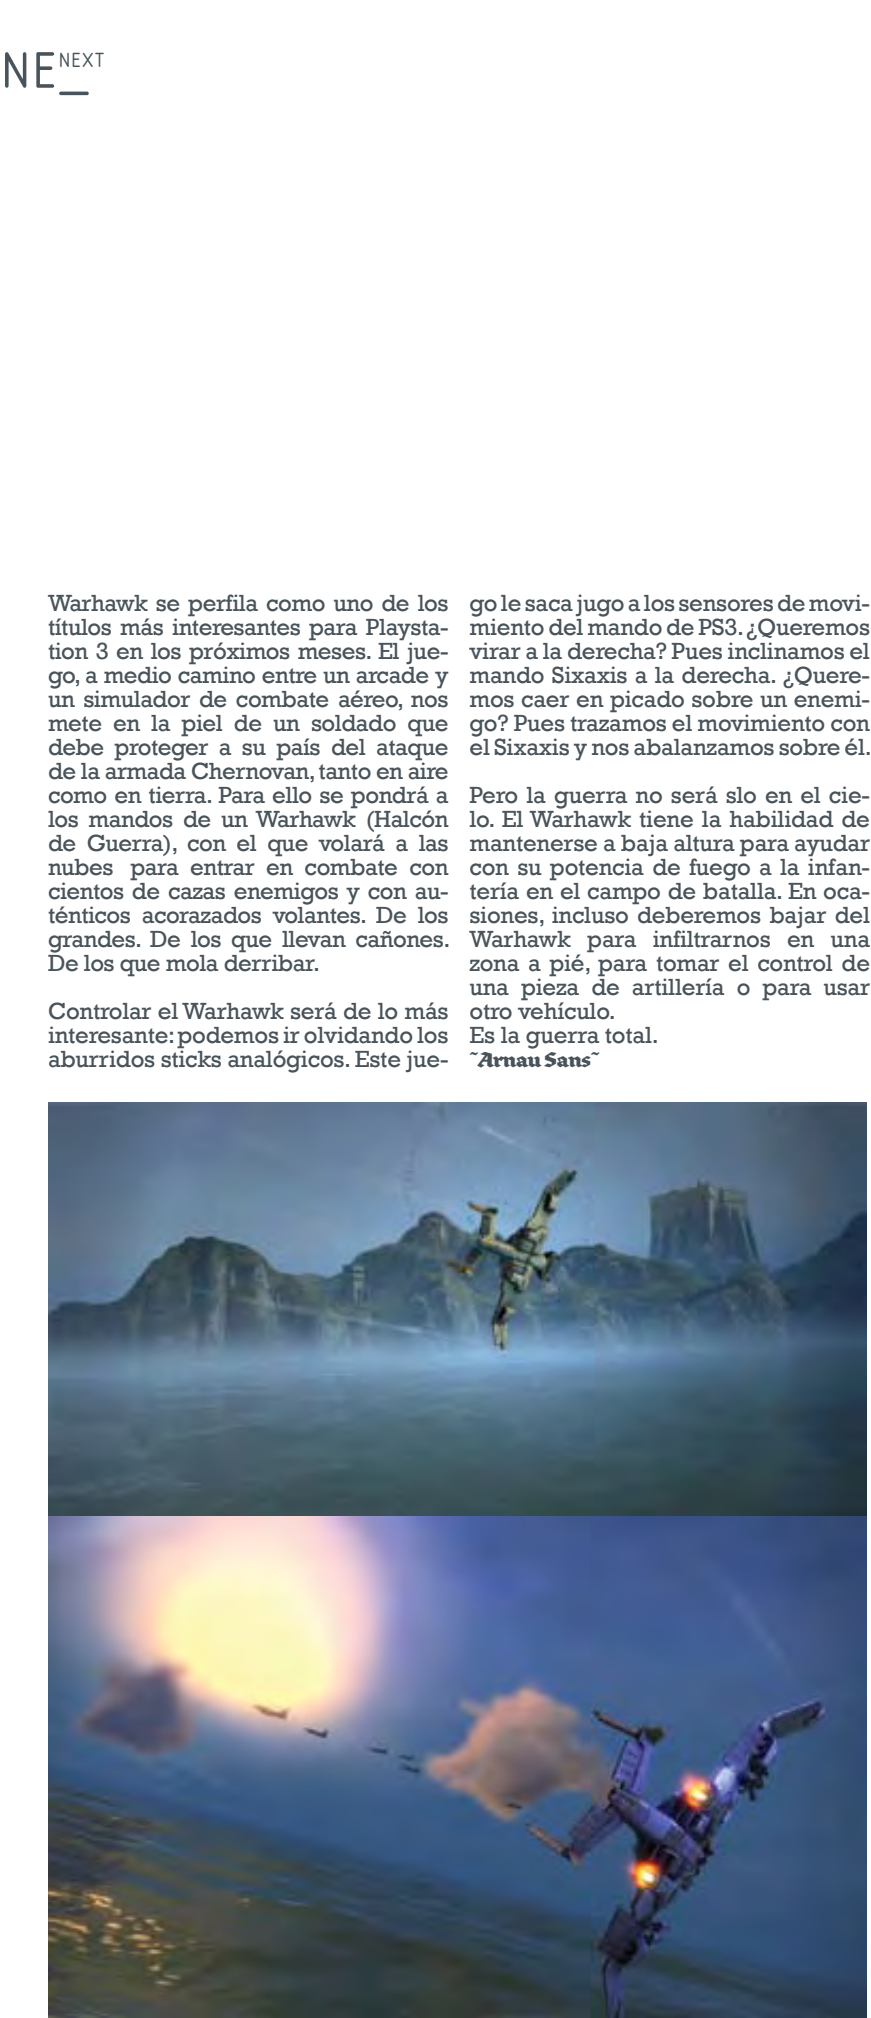 NE NEXT
Warhawk se perfila como uno de los
títulos más interesantes para Playsta-
tion 3 en los próximos meses. El jue-
go, a medio camino entre un arcade y
un simulador de combate aéreo, nos
mete en la piel de un soldado que
debe proteger a su país del ataque
de la armada Chernovan, tanto en aire
como en tierra. Para ello se pondrá a
los mandos de un Warhawk (Halcón
de Guerra), con el que volará a las
nubes para entrar en combate con
cientos de cazas enemigos y con au-
ténticos acorazados volantes. De los
grandes. De los que llevan cañones.
De los que mola derribar.
Controlar el Warhawk será de lo más
interesante: podemos ir olvidando los
aburridos sticks analógicos. Este jue-
go le saca jugo a los sensores de movi-
miento del mando de PS3. ¿Queremos
virar a la derecha? Pues inclinamos el
mando Sixaxis a la derecha. ¿Quere-
mos caer en picado sobre un enemi-
go? Pues trazamos el movimiento con
el Sixaxis y nos abalanzamos sobre él.
Pero la guerra no será slo en el cie-
lo. El Warhawk tiene la habilidad de
mantenerse a baja altura para ayudar
con su potencia de fuego a la infan-
tería en el campo de batalla. En oca-
siones, incluso deberemos bajar del
Warhawk para infiltrarnos en una
zona a pié, para tomar el control de
una pieza de artillería o para usar
otro vehículo.
Es la guerra total.
~Arnau Sans~